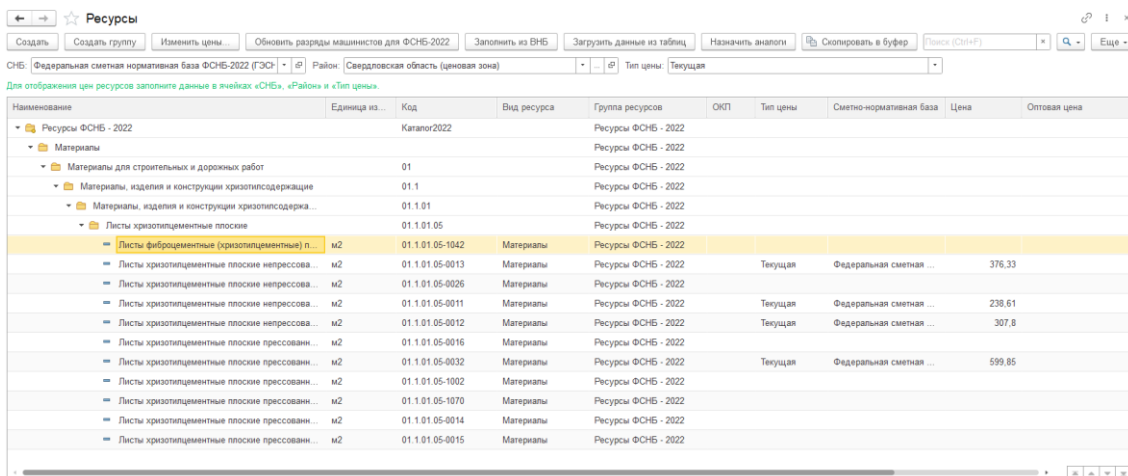 Ресурсы
Создать Создать группу Изменить цены... Обновить разряды машинистов для ФСНБ-2022 Заполнить из ВНБ Загрузить данные из таблиц Назначить аналоги Скопировать в буфер Поиск (Ctrl+F) Еще
СНБ: Федеральная сметная нормативная база ФСНБ-2022 (ГЭСН Район: Свердловская область (ценовая зона) Тип цены: Текущая
Для отображения цен ресурсов заполните данные в ячейках «СНБ», «Район» и «Тип цены».
Наименование Единица из... Код Вид ресурса Группа ресурсов ОКП Тип цены Сметно-нормативная база Цена Оптовая цена
Ресурсы ФСНБ - 2022 Каталог2022 Ресурсы ФСНБ - 2022
Материалы Ресурсы ФСНБ - 2022
Материалы для строительных и дорожных работ 01 Ресурсы ФСНБ - 2022
Материалы, изделия и конструкции хризотилсодержащие 01.1 Ресурсы ФСНБ - 2022
Материалы, изделия и конструкции хризотилсодержа... 01.1.01 Ресурсы ФСНБ - 2022
Листы хризотилцементные плоские 01.1.01.05 Ресурсы ФСНБ - 2022
Листы фиброцементные (хризотилцементные) п... м2 01.1.01.05-1042 Материалы Ресурсы ФСНБ - 2022
Листы хризотилцементные плоские непрессова... м2 01.1.01.05-0013 Материалы Ресурсы ФСНБ - 2022 Текущая Федеральная сметная ... 376,33
Листы хризотилцементные плоские непрессова... м2 01.1.01.05-0026 Материалы Ресурсы ФСНБ - 2022
Листы хризотилцементные плоские непрессова... м2 01.1.01.05-0011 Материалы Ресурсы ФСНБ - 2022 Текущая Федеральная сметная ... 238,61
Листы хризотилцементные плоские непрессова... м2 01.1.01.05-0012 Материалы Ресурсы ФСНБ - 2022 Текущая Федеральная сметная ... 307,8
Листы хризотилцементные плоские прессованн... м2 01.1.01.05-0016 Материалы Ресурсы ФСНБ - 2022
Листы хризотилцементные плоские прессованн... м2 01.1.01.05-0032 Материалы Ресурсы ФСНБ - 2022 Текущая Федеральная сметная ... 599,85
Листы хризотилцементные плоские прессованн... м2 01.1.01.05-1002 Материалы Ресурсы ФСНБ - 2022
Листы хризотилцементные плоские прессованн... м2 01.1.01.05-1070 Материалы Ресурсы ФСНБ - 2022
Листы хризотилцементные плоские прессованн... м2 01.1.01.05-0014 Материалы Ресурсы ФСНБ - 2022
Листы хризотилцементные плоские прессованн... м2 01.1.01.05-0015 Материалы Ресурсы ФСНБ - 2022